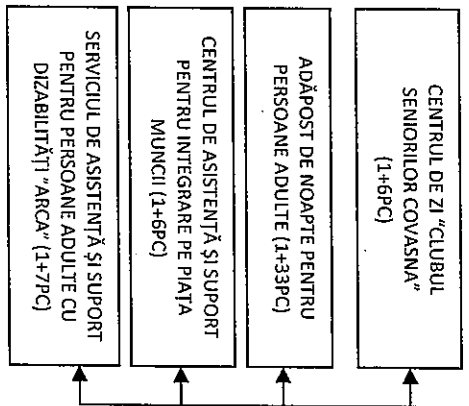 CENTRUL DE ZI "CLUBUL
SENIORILOR COVASNA"
(1+6PC)
ADĂPOST DE NOAPTE PENTRU
PERSOANE ADULTE (1+33PC)
CENTRUL DE ASISTENȚĂ ȘI SUPORT
PENTRU INTEGRARE PE PIAȚA
MUNCII (1+6PC)
SERVICIUL DE ASISTENȚĂ ȘI SUPORT
PENTRU PERSOANE ADULTE CU
DIZABILITĂȚI "ARCA" (1+7PC)